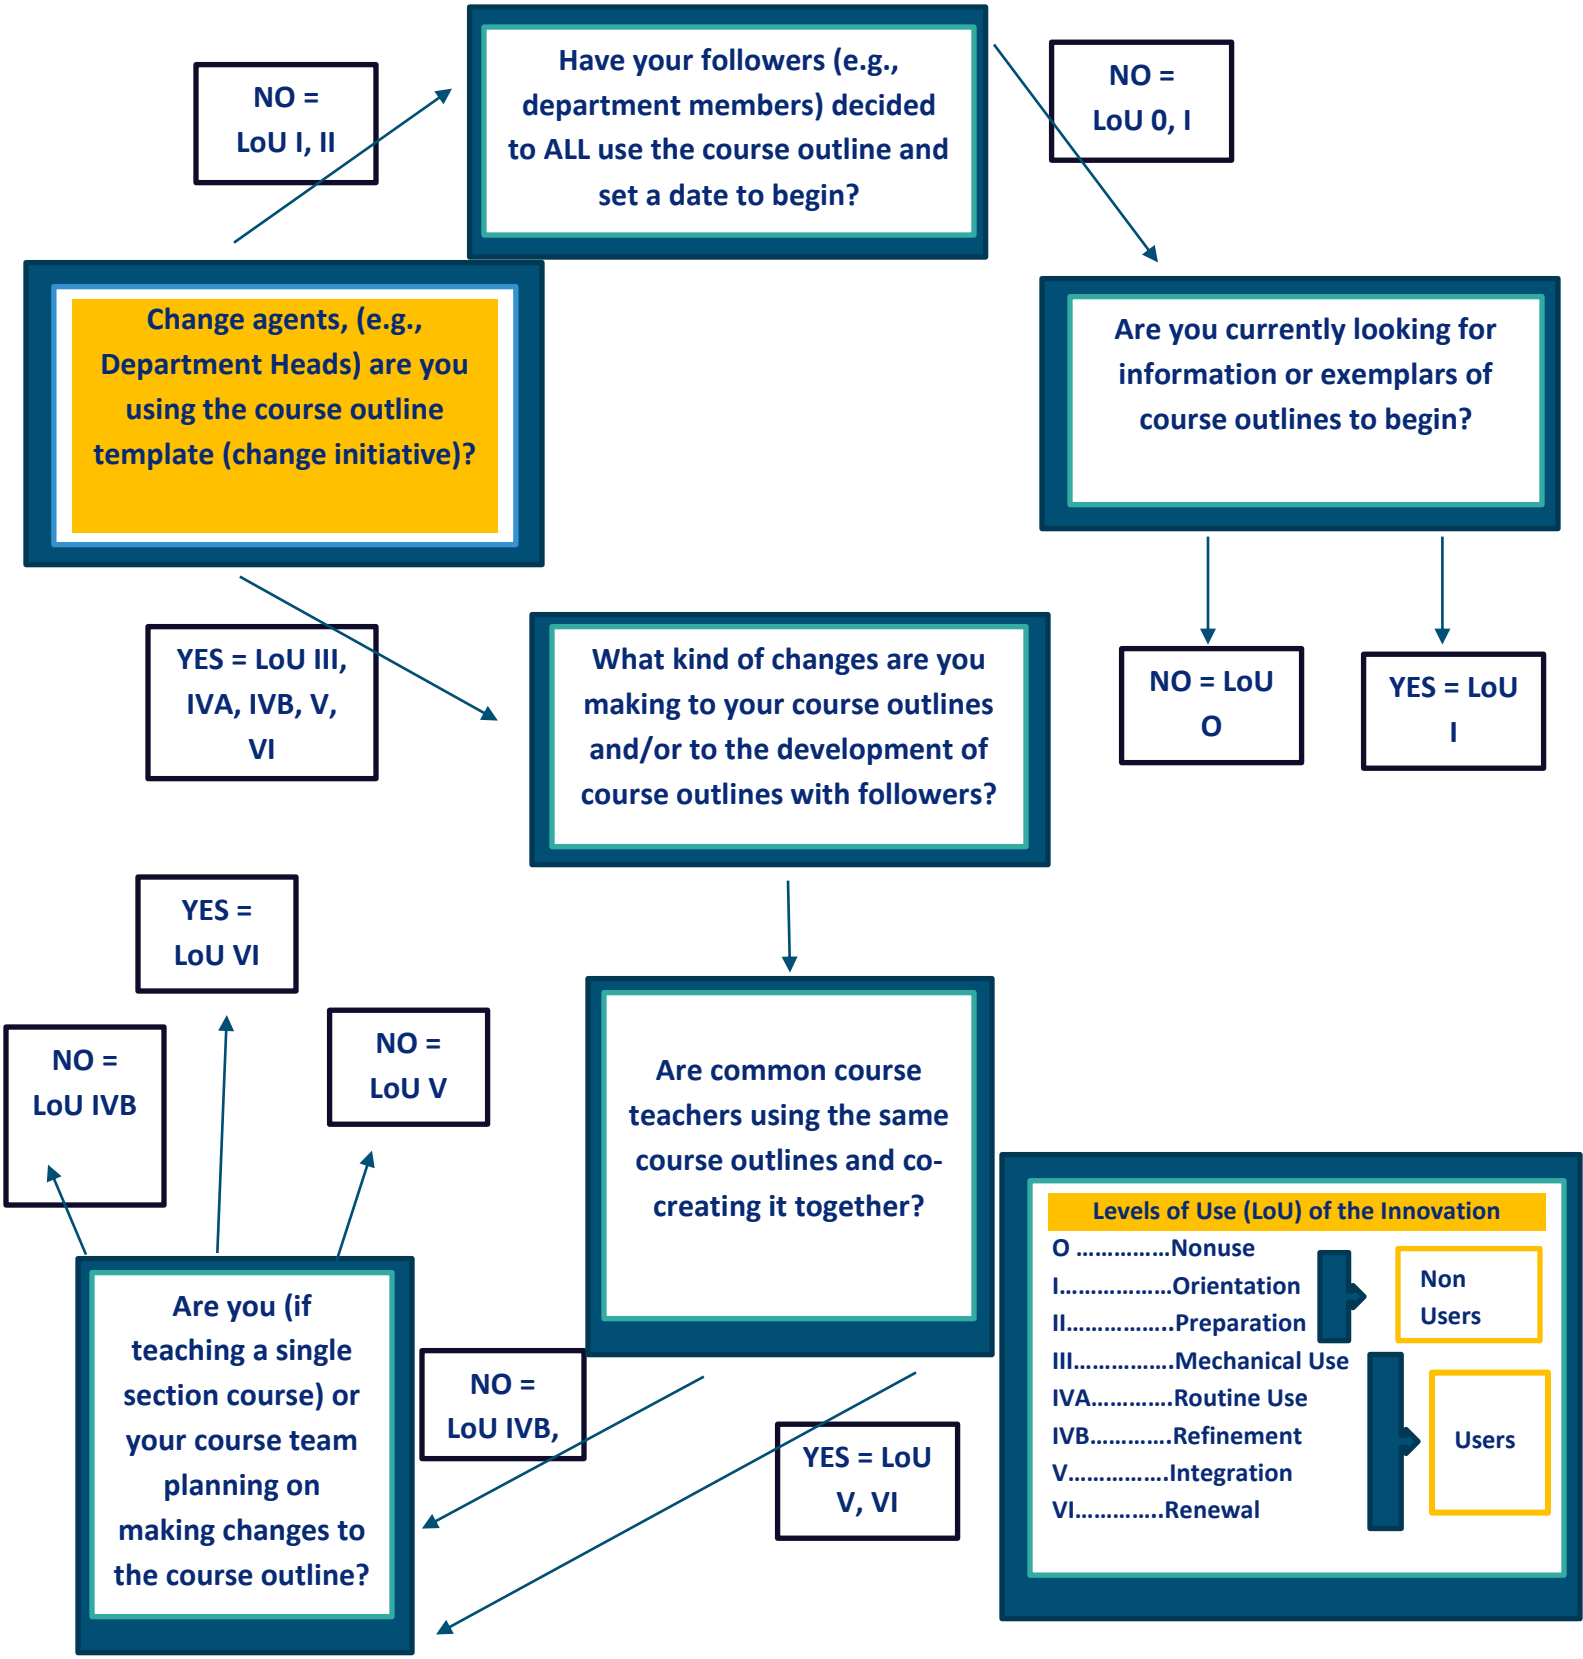 NO =
LoU I, II
Have your followers (e.g.,
department members) decided
to ALL use the course outline and
set a date to begin?
NO =
LoU 0, I
Change agents, (e.g.,
Department Heads) are you
using the course outline
template (change initiative)?
Are you currently looking for
information or exemplars of
course outlines to begin?
YES = LoU III,
IVA, IVB, V,
VI
What kind of changes are you
making to your course outlines
and/or to the development of
course outlines with followers?
NO = LoU
O
YES = LoU
I
YES =
LoU VI
NO =
LoU IVB
NO =
LoU V
Are common course
teachers using the same
course outlines and co-
creating it together?
Are you (if
teaching a single
section course) or
your course team
planning on
making changes to
the course outline?
NO =
LoU IVB,
YES = LoU
V, VI
Levels of Use (LoU) of the Innovation
O ……………Nonuse
I………………Orientation
II……………..Preparation
III…………….Mechanical Use
IVA………….Routine Use
IVB………….Refinement
V…………….Integration
VI…………..Renewal
Non
Users
Users